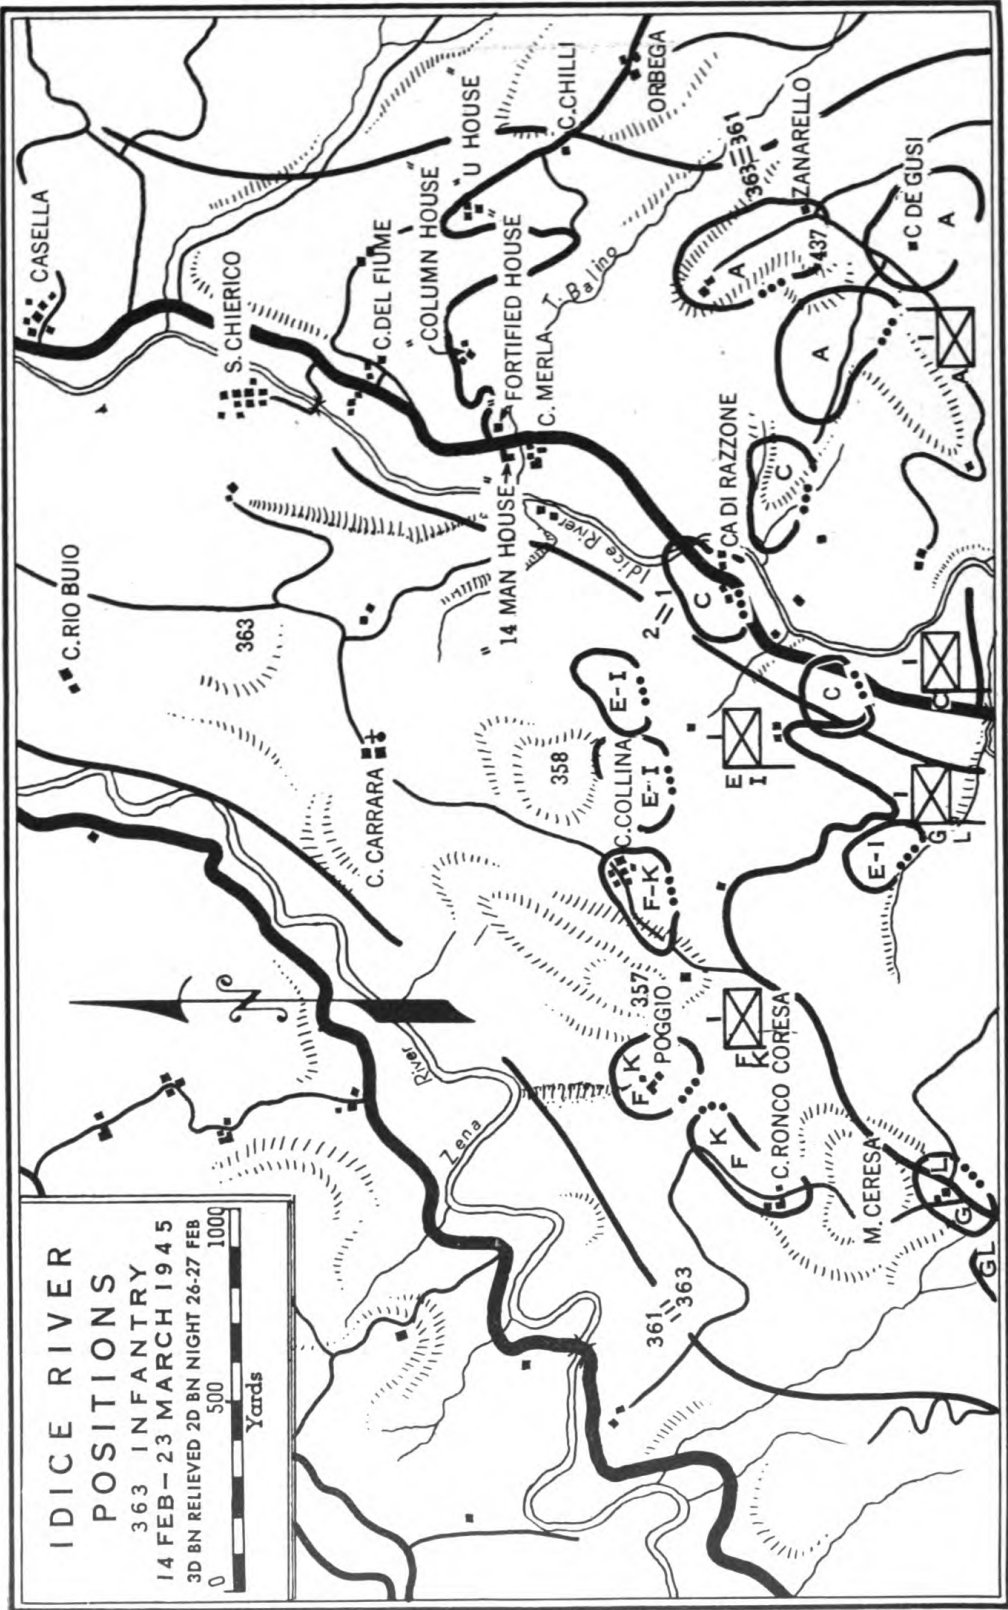 IDICE RIVER
POSITIONS
363 INFANTRY
14 FEB–23 MARCH 1945
3D BN RELIEVED 2D BN NIGHT 26-27 FEB
0 500 1000
Yards
N
Zena
River
361
363
C. RIO BUIO
363
C. CARRARA
CASELLA
S. CHIERICO
C. DEL FIUME
"COLUMN HOUSE"
"U HOUSE"
C. CHILLI
ORBEGA
"FORTIFIED HOUSE"
C. MERLA
"14 MAN HOUSE"
T. Balino
363
361
Idice River
2
1
358
C. COLLINA
E-I
E-I
F-K
357
POGGIO
F-K
F K
C. RONCO CORESA
M. CERESA
G L
GL
F
K
I
E
I
I
E-I
G
L
I
C
I
C
C
CA DI RAZZONE
C
A
A
437
ZANARELLO
C DE GUSI
A
A
I